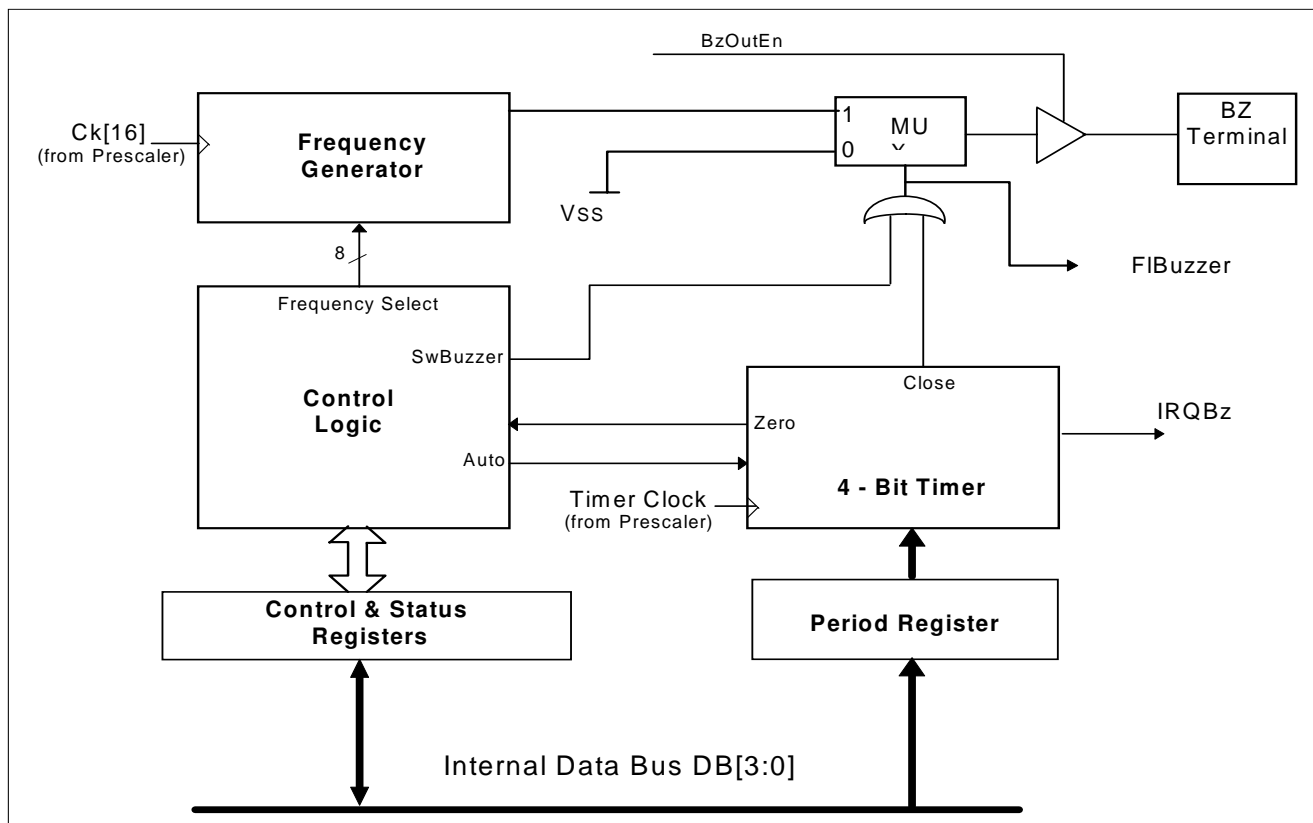 BzOutEn
Ck[16]
(from Prescaler)
Frequency
Generator
1
0
MU
BZ
Terminal
Vss
8
FlBuzzer
Frequency Select
SwBuzzer
Control
Logic
Close
Zero
IRQBz
Auto
4 - Bit Timer
Timer Clock
(from Prescaler)
Control & Status
Registers
Period Register
Internal Data Bus DB[3:0]